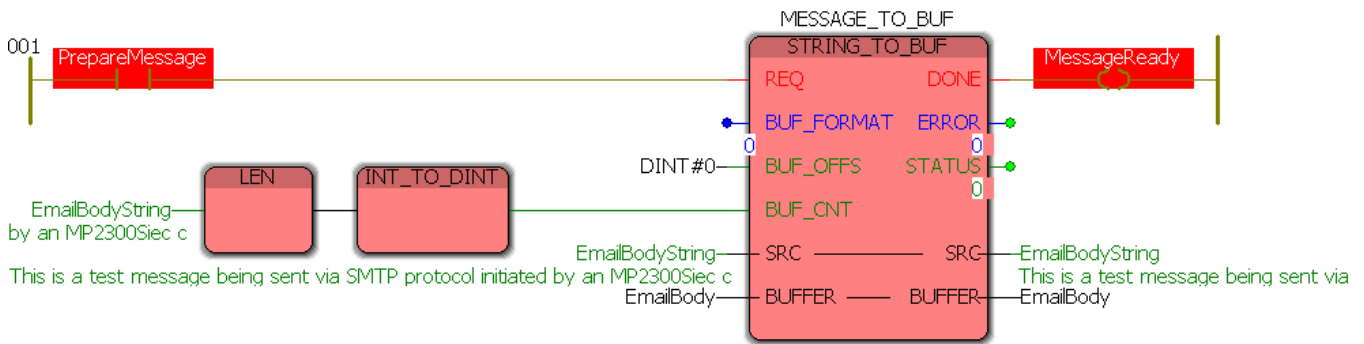 MESSAGE_TO_BUF
001
PrepareMessage
STRING_TO_BUF
MessageReady
REQ DONE
BUF_FORMAT ERROR
0 0
DINT#0 BUF_OFFS STATUS
0
LEN INT_TO_DINT
EmailBodyString BUF_CNT
by an MP2300Siec c
EmailBodyString SRC SRC EmailBodyString
This is a test message being sent via SMTP protocol initiated by an MP2300Siec c This is a test message being sent via
EmailBody BUFFER BUFFER EmailBody